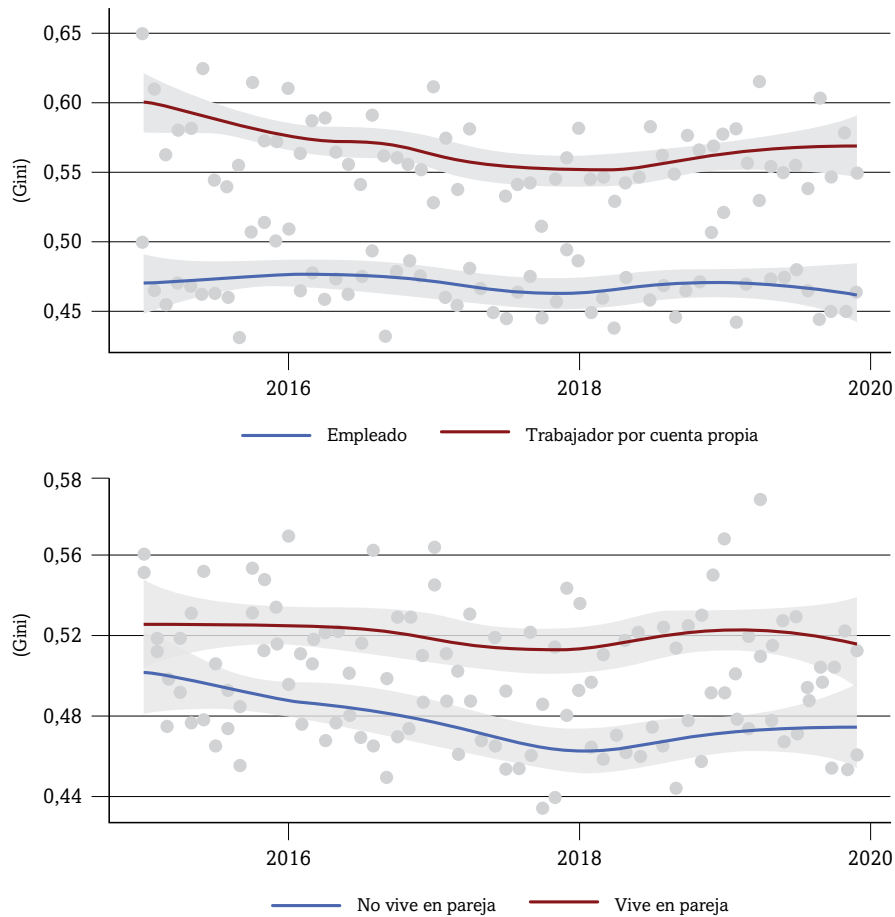 0,65
0,60
0,55
(Gini)
0,50
0,45
2016 2018 2020
Empleado Trabajador por cuenta propia
0,58
0,56
0,52
(Gini)
0,48
0,44
2016 2018 2020
No vive en pareja Vive en pareja